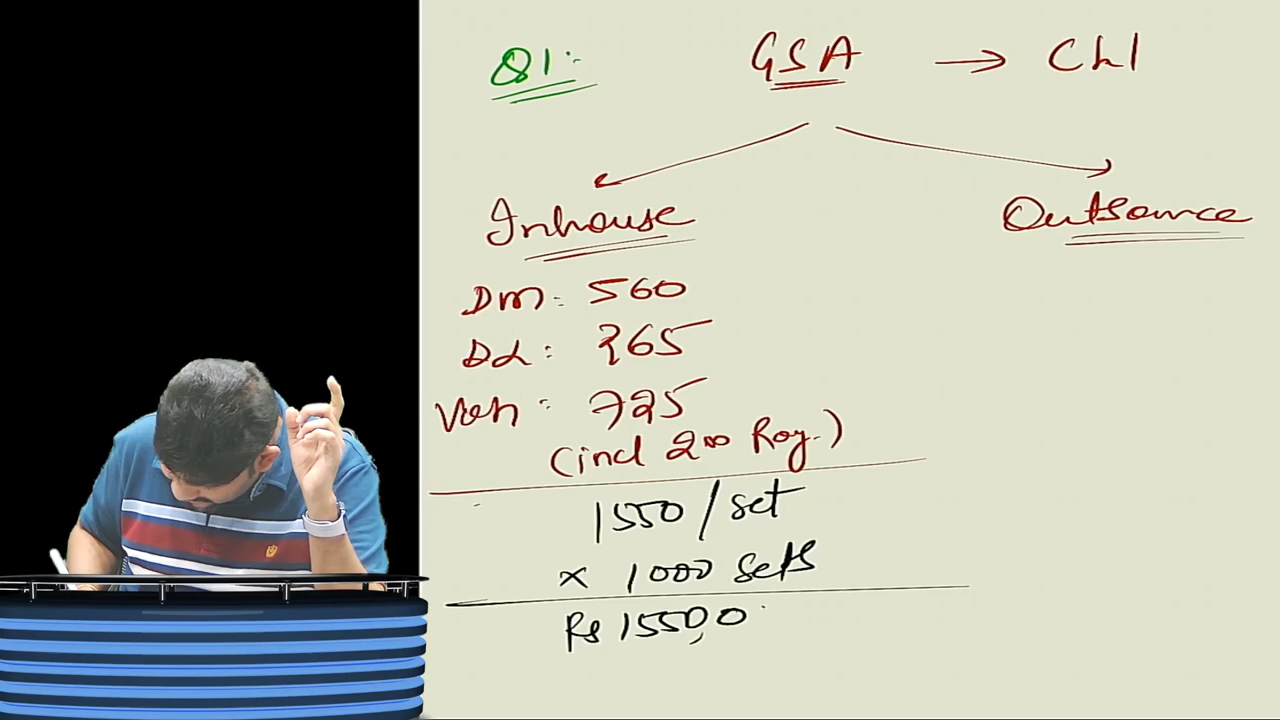 Q1:-
GSA → Ch1
Inhouse
Outsource
Dm: 560
DL: 265
VOH: 725
(incl 200 Roy.)
1550/set
x 1000 sets
Rs 1550,0